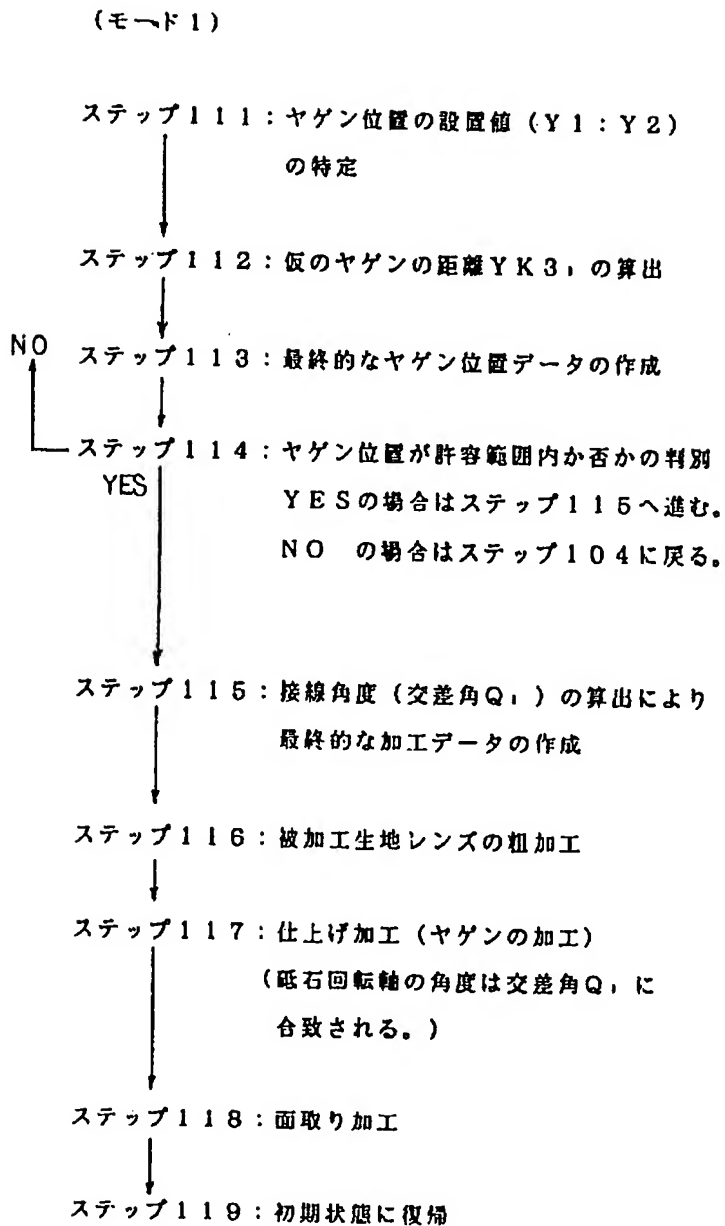 (モード1)
ステップ111:ヤゲン位置の設置値(Y1:Y2)
の特定
ステップ112:仮のヤゲンの距離YK3ⁱの算出
NO
ステップ113:最終的なヤゲン位置データの作成
ステップ114:ヤゲン位置が許容範囲内か否かの判別
YES
YESの場合はステップ115へ進む。
NO の場合はステップ104に戻る。
ステップ115:接線角度(交差角Qⁱ)の算出により
最終的な加工データの作成
ステップ116:被加工生地レンズの粗加工
ステップ117:仕上げ加工(ヤゲンの加工)
(砥石回転軸の角度は交差角Qⁱに
合致される。)
ステップ118:面取り加工
ステップ119:初期状態に復帰